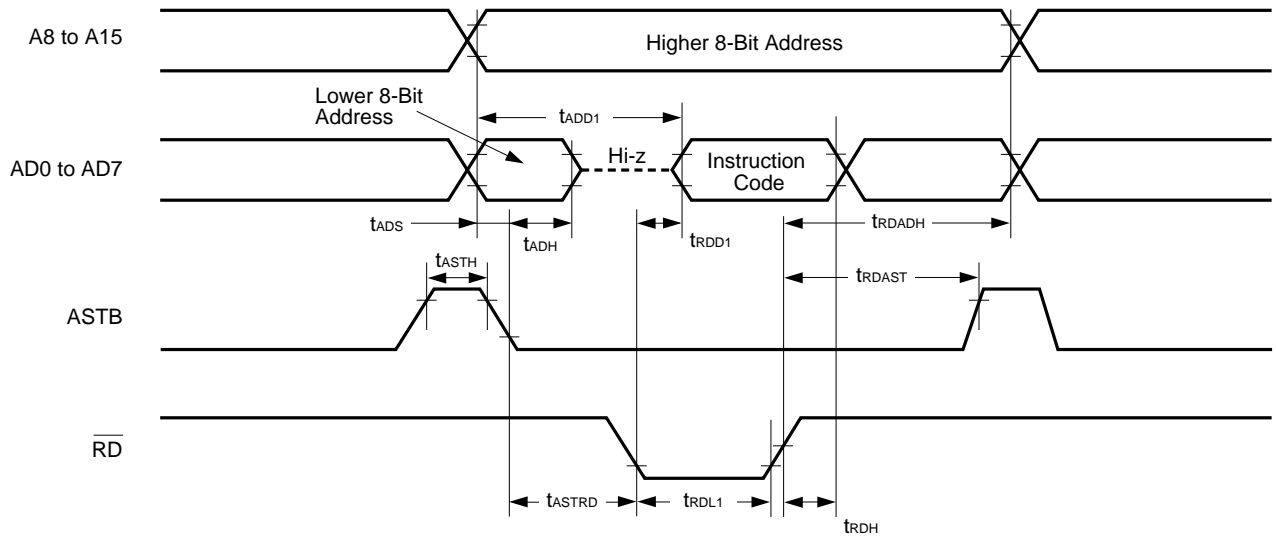 A8 to A15
Higher 8-Bit Address
Lower 8-Bit
Address
tADD1
AD0 to AD7
Hi-z
Instruction
Code
tADS
tADH
tRDD1
tRDADH
tASTH
tRDAST
ASTB
RD
tASTRD
tRDL1
tRDH